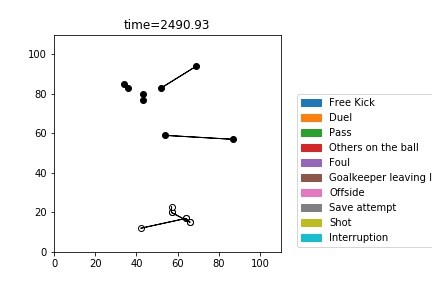 time=2490.93
100
80
60
40
20
0
0 20 40 60 80 100
Free Kick
Duel
Pass
Others on the ball
Foul
Goalkeeper leaving l
Offside
Save attempt
Shot
Interruption